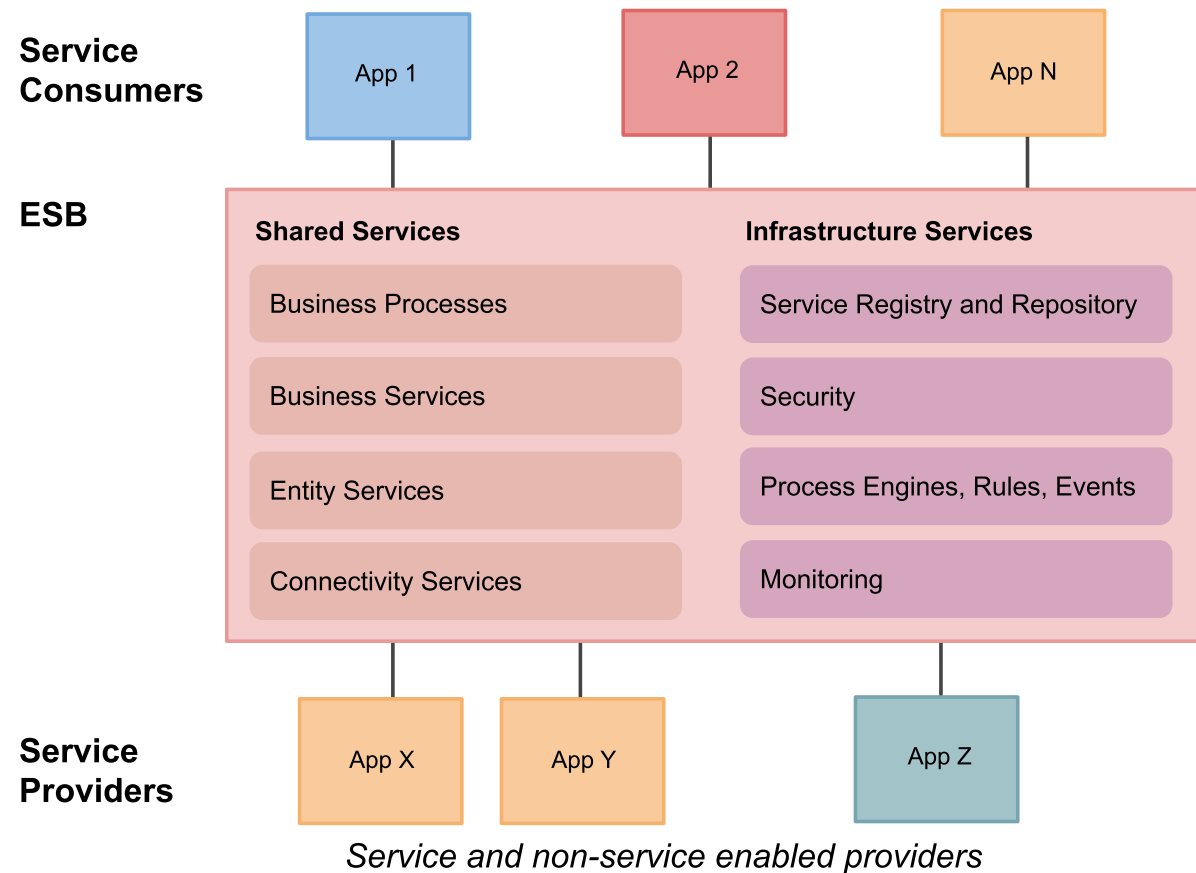 Service
Consumers
App 1
App 2
App N
ESB
Shared Services
Business Processes
Business Services
Entity Services
Connectivity Services
Infrastructure Services
Service Registry and Repository
Security
Process Engines, Rules, Events
Monitoring
Service
Providers
App X
App Y
App Z
Service and non-service enabled providers